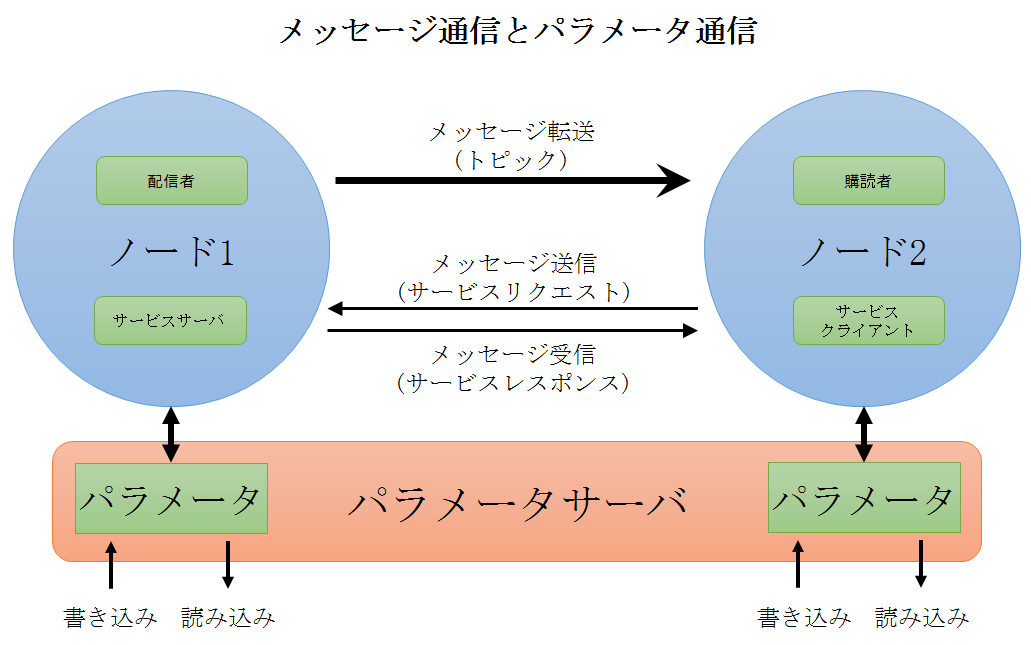 メッセージ通信とパラメータ通信
メッセージ転送
（トピック）
配信者
購読者
ノード1
ノード2
メッセージ送信
（サービスリクエスト）
サービスサーバ
サービス
クライアント
メッセージ受信
（サービスレスポンス）
パラメータ
パラメータサーバ
パラメータ
書き込み
読み込み
書き込み
読み込み